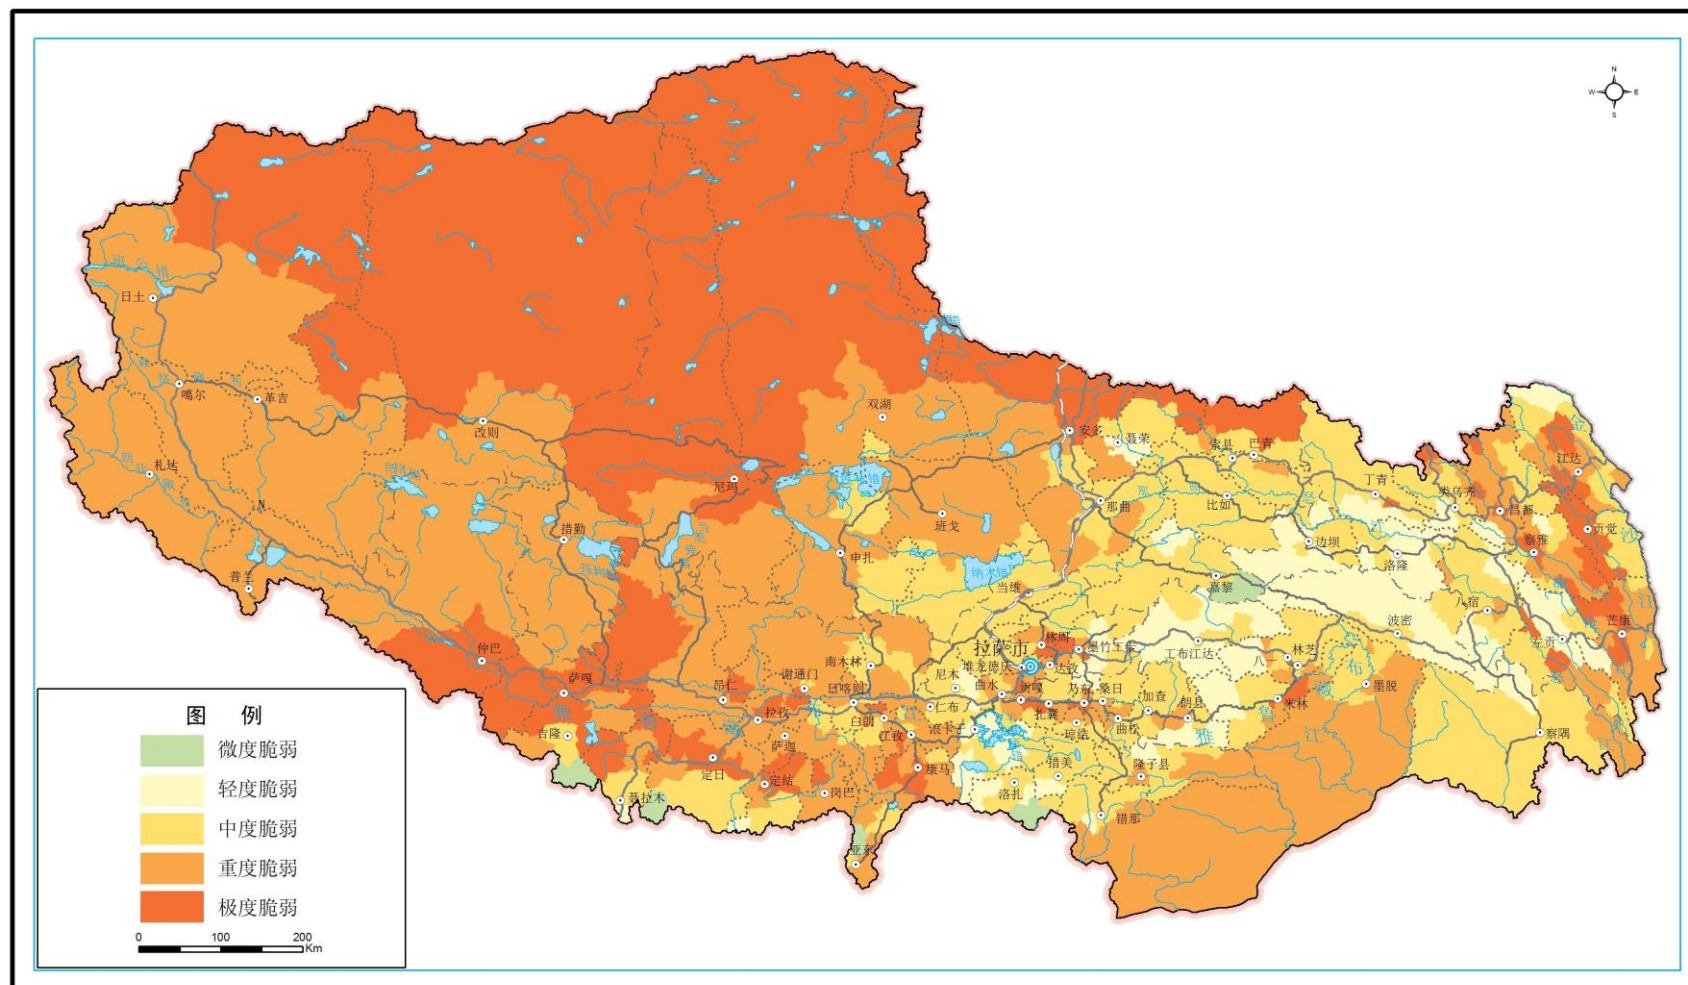 N
W
E
S
班公错
日土
噶尔
革吉
改则
双湖
安多
聂荣
索县
巴青
江达
札达
尼玛
丁青
类乌齐
昌都
贡觉
比如
那曲
班戈
措勤
申扎
边坝
洛隆
察雅
纳木错
当雄
嘉黎
八宿
普兰
波密
左贡
芒康
林周
拉萨市
墨竹工卡
堆龙德庆
达孜
工布江达
八一
林芝
墨脱
仲巴
萨嘎
南木林
谢通门
昂仁
日喀则
尼木
曲水
贡嘎
乃东
桑日
扎囊
加查
朗县
米林
拉孜
白朗
仁布
江孜
浪卡子
琼结
曲松
察隅
吉隆
萨迦
定日
定结
康马
岗巴
措美
隆子县
洛扎
错那
聂拉木
亚东
图 例
微度脆弱
轻度脆弱
中度脆弱
重度脆弱
极度脆弱
0 100 200
Km